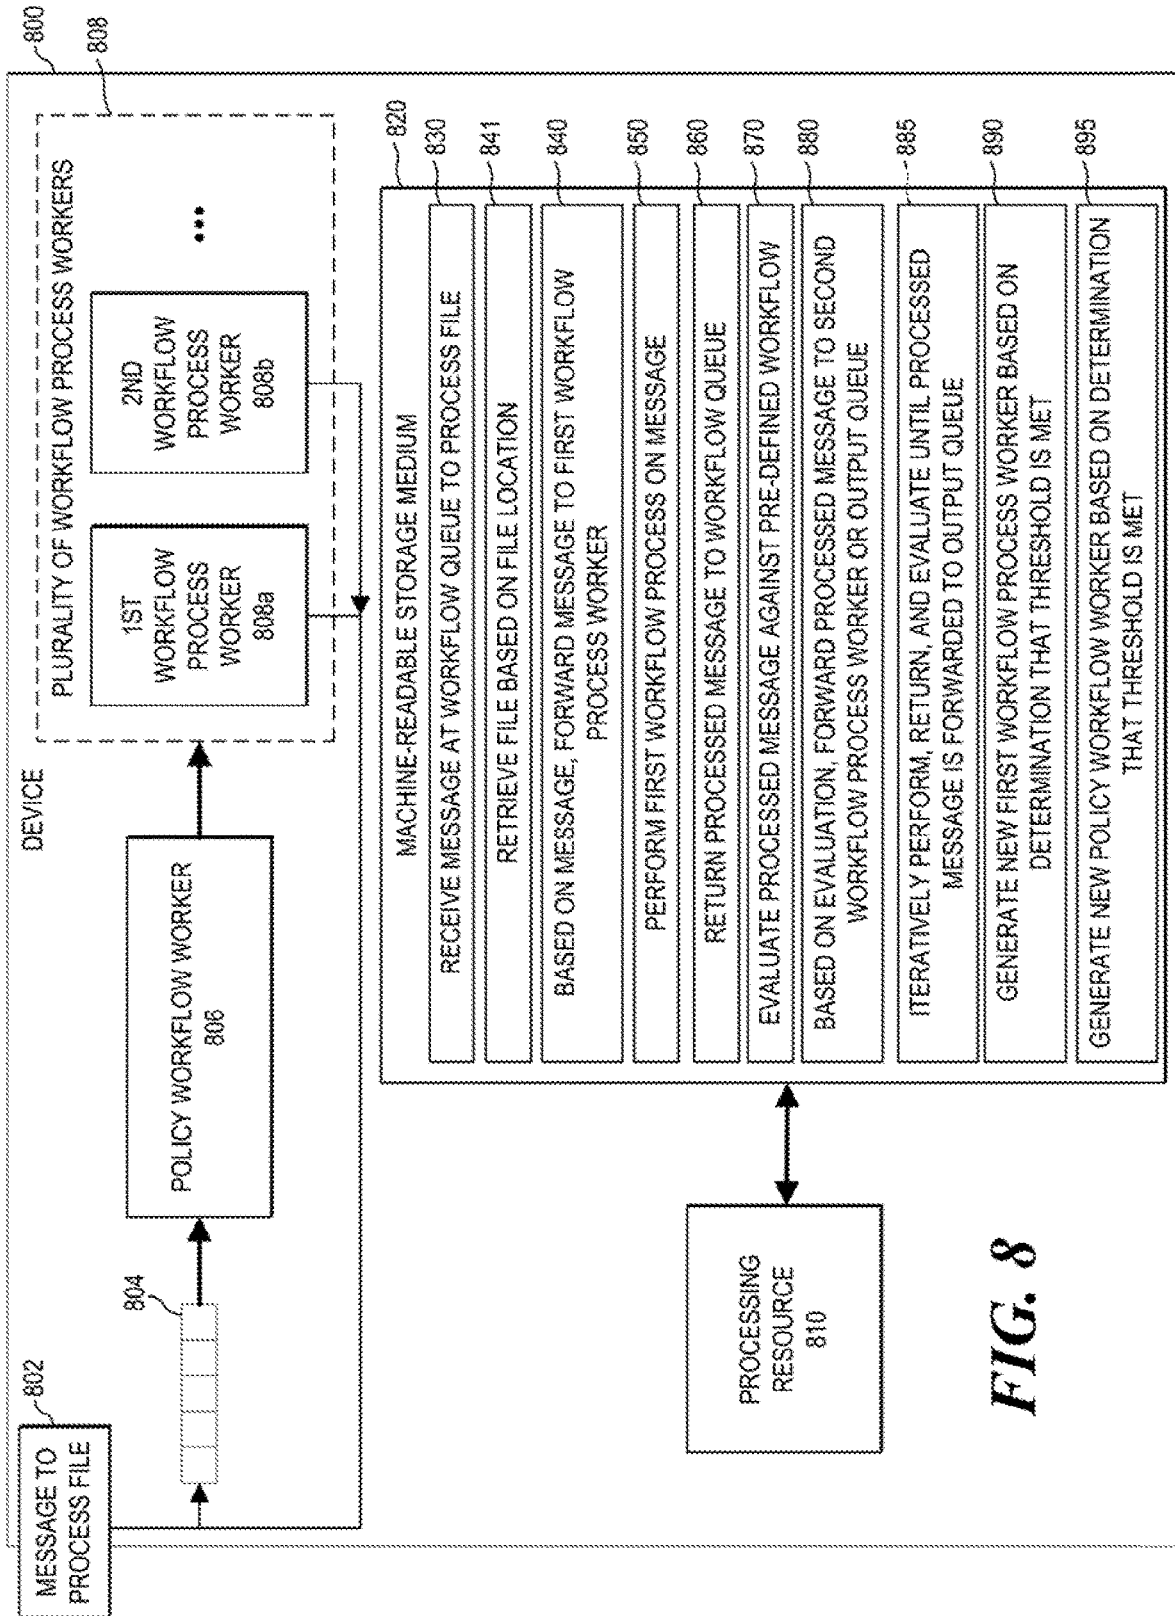 800
DEVICE
808
PLURALITY OF WORKFLOW PROCESS WORKERS
1ST
WORKFLOW
PROCESS
WORKER
808a
2ND
WORKFLOW
PROCESS
WORKER
808b
...
MESSAGE TO
PROCESS FILE
802
804
POLICY WORKFLOW WORKER
806
MACHINE-READABLE STORAGE MEDIUM
820
RECEIVE MESSAGE AT WORKFLOW QUEUE TO PROCESS FILE
830
RETRIEVE FILE BASED ON FILE LOCATION
841
BASED ON MESSAGE, FORWARD MESSAGE TO FIRST WORKFLOW
PROCESS WORKER
840
PERFORM FIRST WORKFLOW PROCESS ON MESSAGE
850
RETURN PROCESSED MESSAGE TO WORKFLOW QUEUE
860
EVALUATE PROCESSED MESSAGE AGAINST PRE-DEFINED WORKFLOW
870
BASED ON EVALUATION, FORWARD PROCESSED MESSAGE TO SECOND
WORKFLOW PROCESS WORKER OR OUTPUT QUEUE
880
ITERATIVELY PERFORM, RETURN, AND EVALUATE UNTIL PROCESSED
MESSAGE IS FORWARDED TO OUTPUT QUEUE
885
GENERATE NEW FIRST WORKFLOW PROCESS WORKER BASED ON
DETERMINATION THAT THRESHOLD IS MET
890
GENERATE NEW POLICY WORKFLOW WORKER BASED ON DETERMINATION
THAT THRESHOLD IS MET
895
PROCESSING
RESOURCE
810
FIG. 8